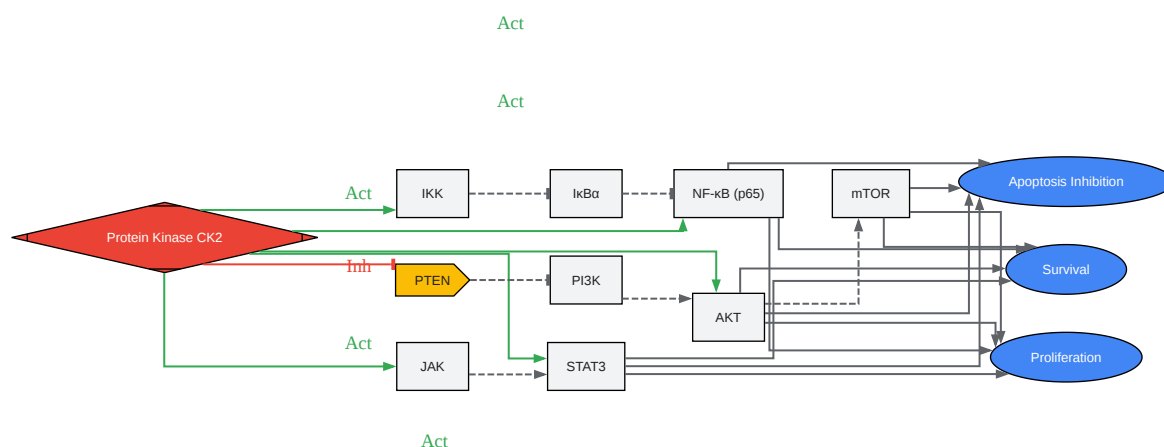 Act
Act
Act
IKK
IκBα
NF-κB (p65)
mTOR
Apoptosis Inhibition
Protein Kinase CK2
Inh
PTEN
PI3K
Survival
AKT
Act
JAK
STAT3
Proliferation
Act